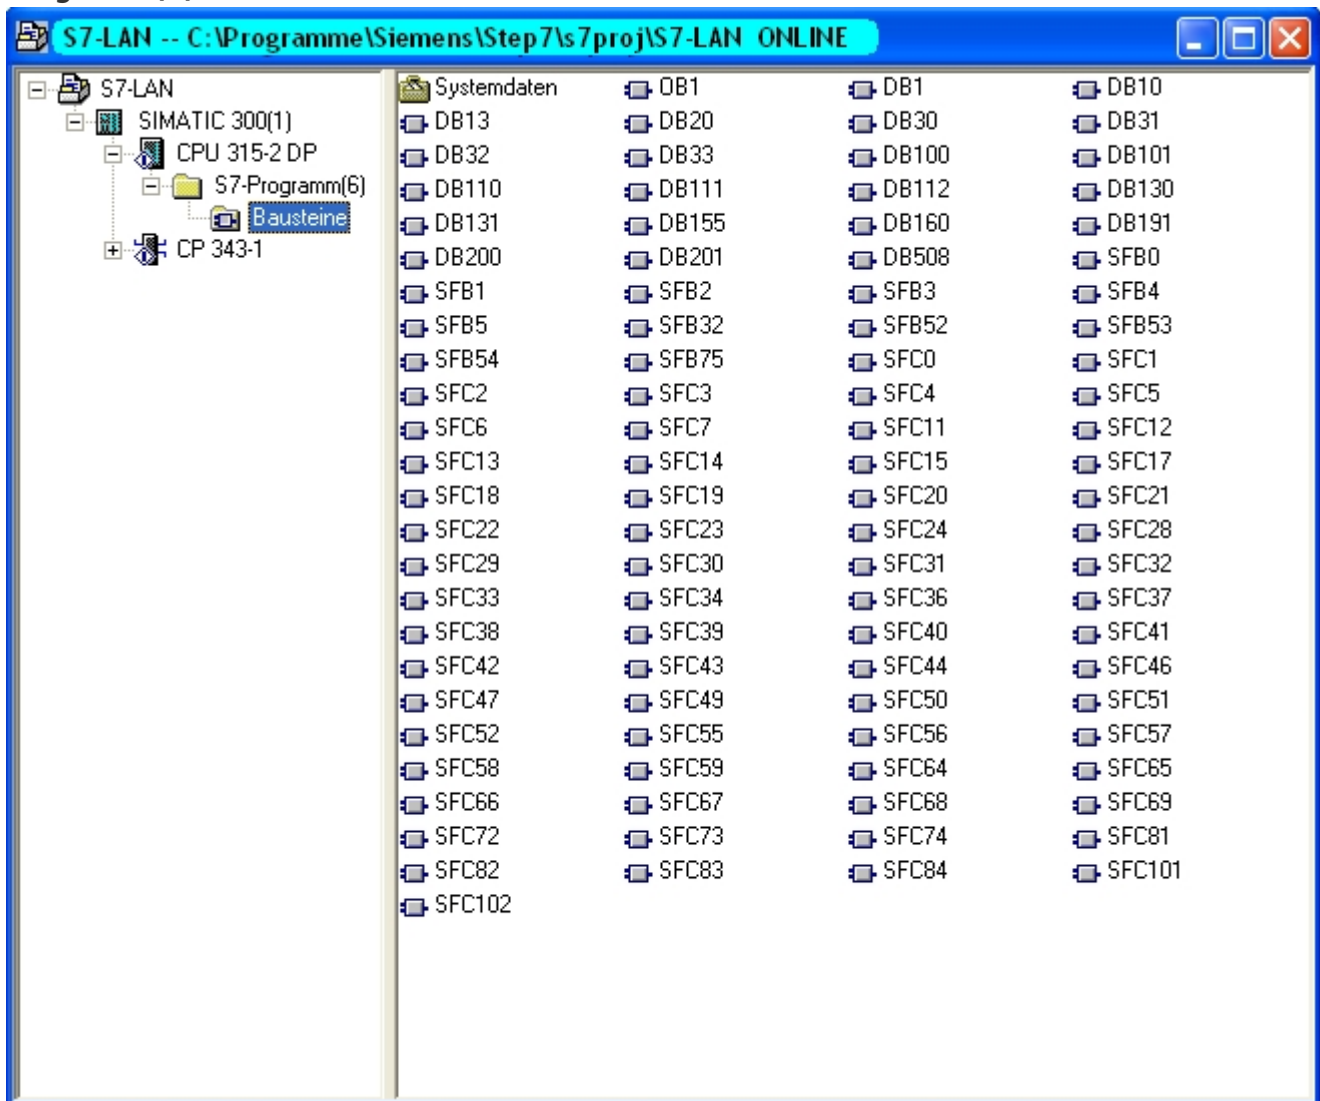 S7-LAN -- C:\Programme\Siemens\Step7\s7proj\S7-LAN ONLINE
S7-LAN
SIMATIC 300(1)
CPU 315-2 DP
S7-Programm(6)
Bausteine
CP 343-1
Systemdaten OB1 DB1 DB10
DB13 DB20 DB30 DB31
DB32 DB33 DB100 DB101
DB110 DB111 DB112 DB130
DB131 DB155 DB160 DB191
DB200 DB201 DB508 SFB0
SFB1 SFB2 SFB3 SFB4
SFB5 SFB32 SFB52 SFB53
SFB54 SFB75 SFC0 SFC1
SFC2 SFC3 SFC4 SFC5
SFC6 SFC7 SFC11 SFC12
SFC13 SFC14 SFC15 SFC17
SFC18 SFC19 SFC20 SFC21
SFC22 SFC23 SFC24 SFC28
SFC29 SFC30 SFC31 SFC32
SFC33 SFC34 SFC36 SFC37
SFC38 SFC39 SFC40 SFC41
SFC42 SFC43 SFC44 SFC46
SFC47 SFC49 SFC50 SFC51
SFC52 SFC55 SFC56 SFC57
SFC58 SFC59 SFC64 SFC65
SFC66 SFC67 SFC68 SFC69
SFC72 SFC73 SFC74 SFC81
SFC82 SFC83 SFC84 SFC101
SFC102